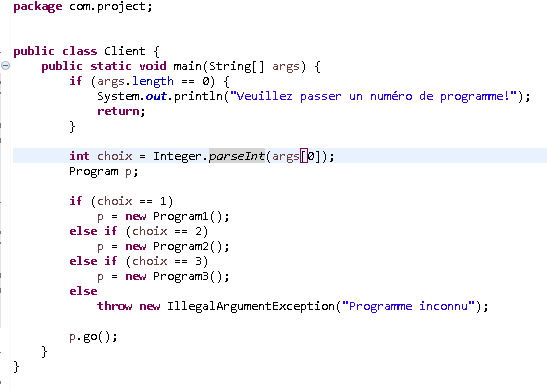 package com.project;
public class Client {
public static void main(String[] args) {
if (args.length == 0) {
System.out.println("Veuillez passer un numéro de programme!");
return;
}
int choix = Integer.parseInt(args[0]);
Program p;
if (choix == 1)
p = new Program1();
else if (choix == 2)
p = new Program2();
else if (choix == 3)
p = new Program3();
else
throw new IllegalArgumentException("Programme inconnu");
p.go();
}
}